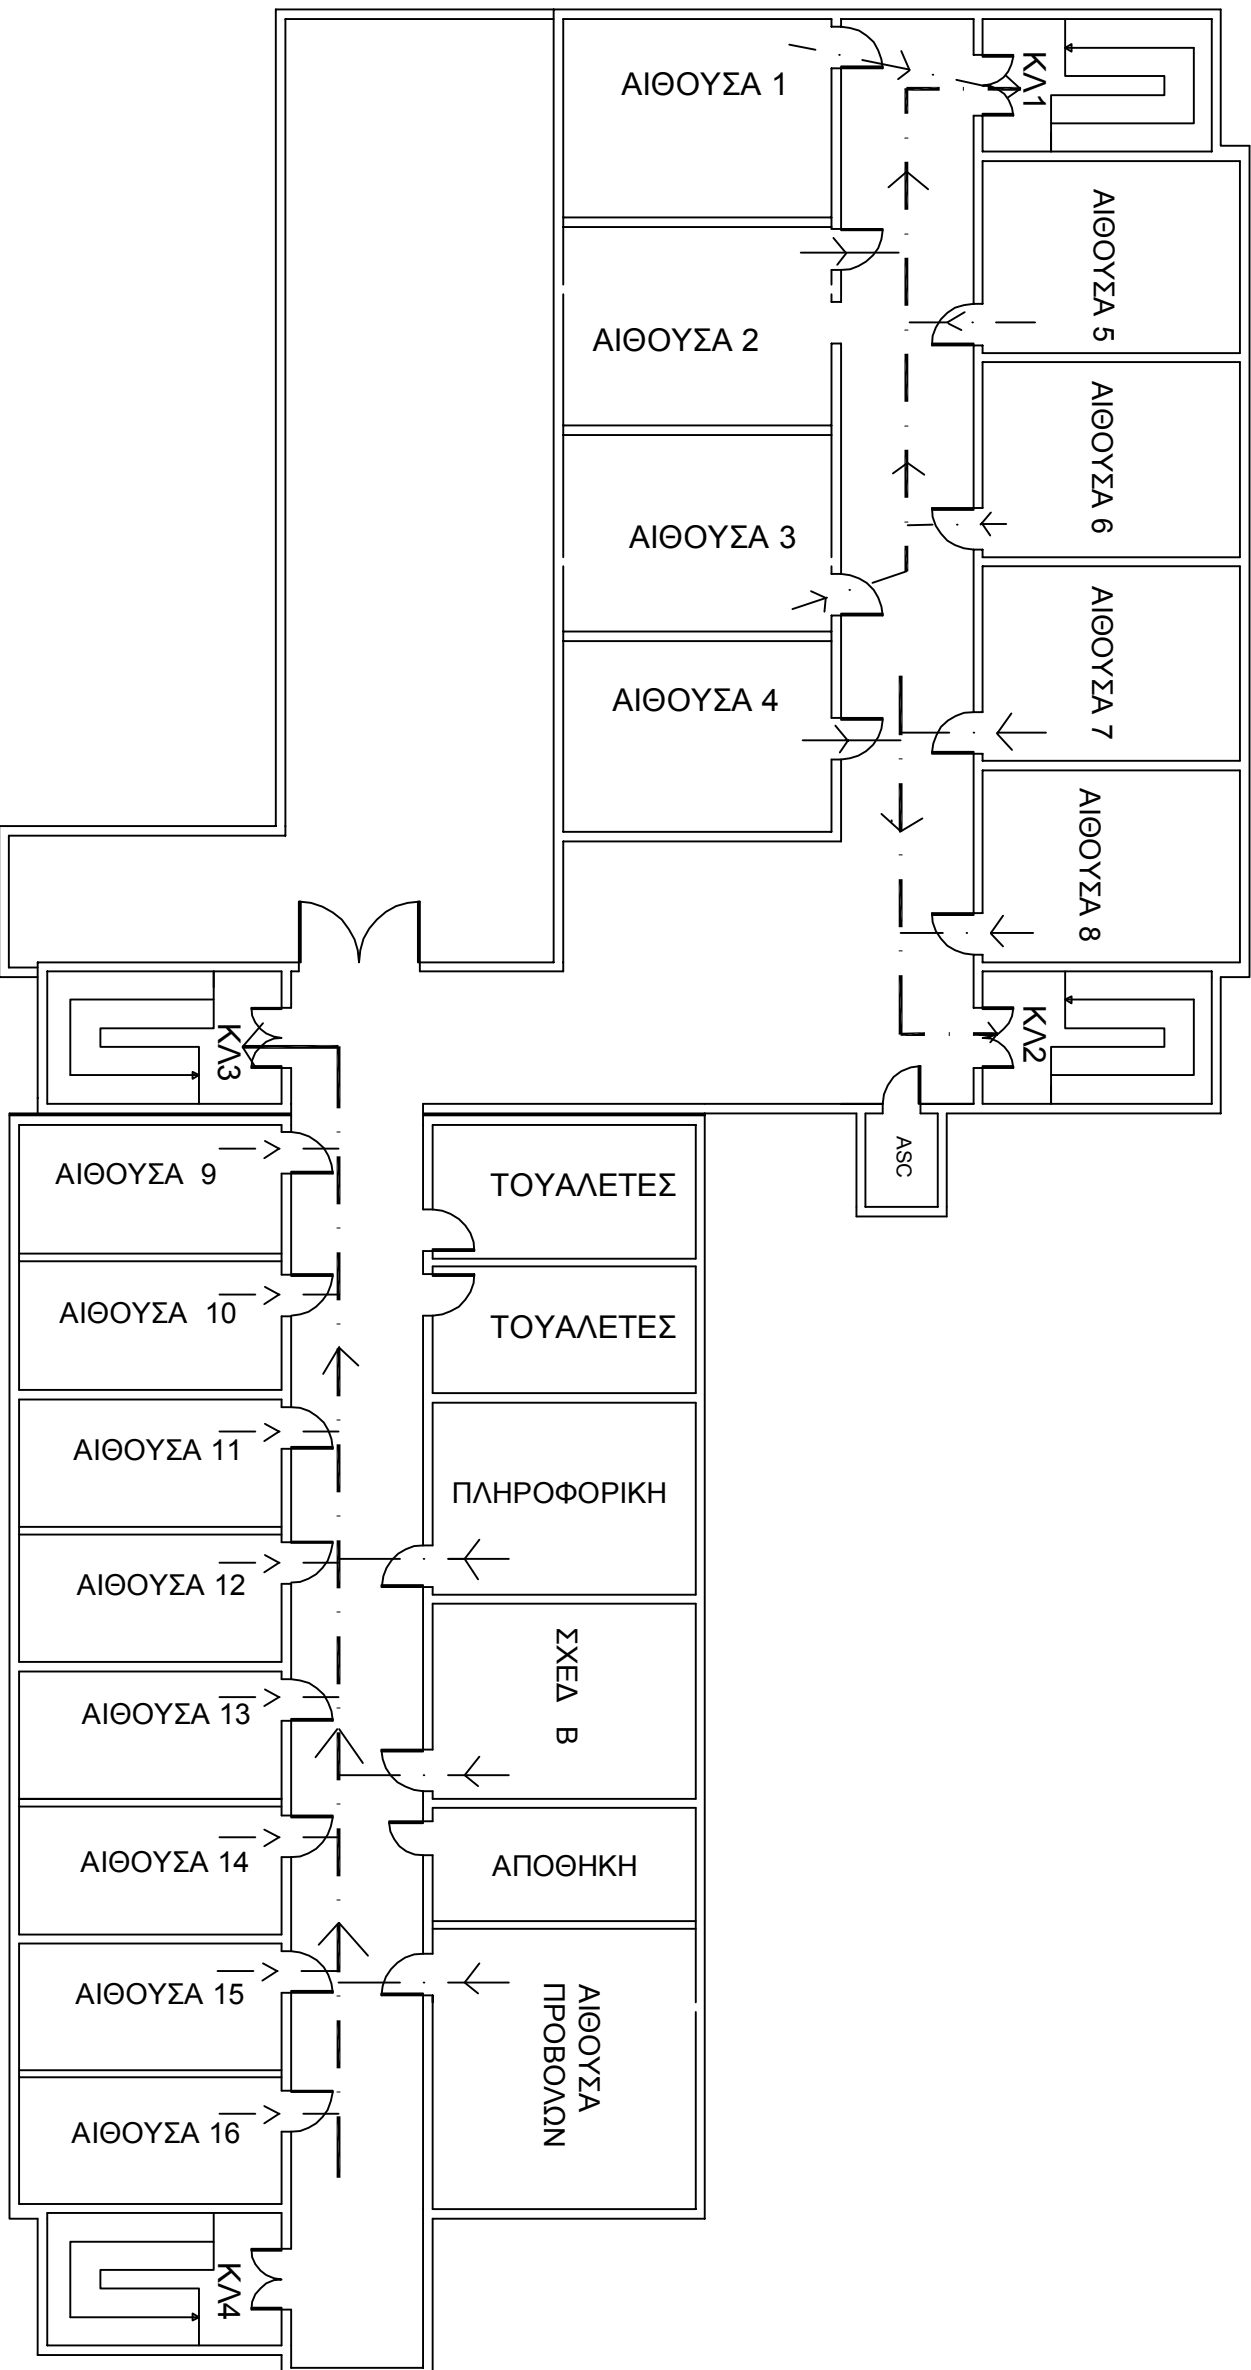 ΑΙΘΟΥΣΑ 1
ΚΛ1
ΑΙΘΟΥΣΑ 5
ΑΙΘΟΥΣΑ 2
ΑΙΘΟΥΣΑ 6
ΑΙΘΟΥΣΑ 3
ΑΙΘΟΥΣΑ 7
ΑΙΘΟΥΣΑ 4
ΑΙΘΟΥΣΑ 8
ΚΛ2
ΚΛ3
ASC
ΑΙΘΟΥΣΑ 9
ΤΟΥΑΛΕΤΕΣ
ΑΙΘΟΥΣΑ 10
ΤΟΥΑΛΕΤΕΣ
ΑΙΘΟΥΣΑ 11
ΠΛΗΡΟΦΟΡΙΚΗ
ΑΙΘΟΥΣΑ 12
ΣΧΕΔ Β
ΑΙΘΟΥΣΑ 13
ΑΙΘΟΥΣΑ 14
ΑΠΟΘΗΚΗ
ΑΙΘΟΥΣΑ 15
ΑΙΘΟΥΣΑ
ΠΡΟΒΟΛΩΝ
ΑΙΘΟΥΣΑ 16
ΚΛ4